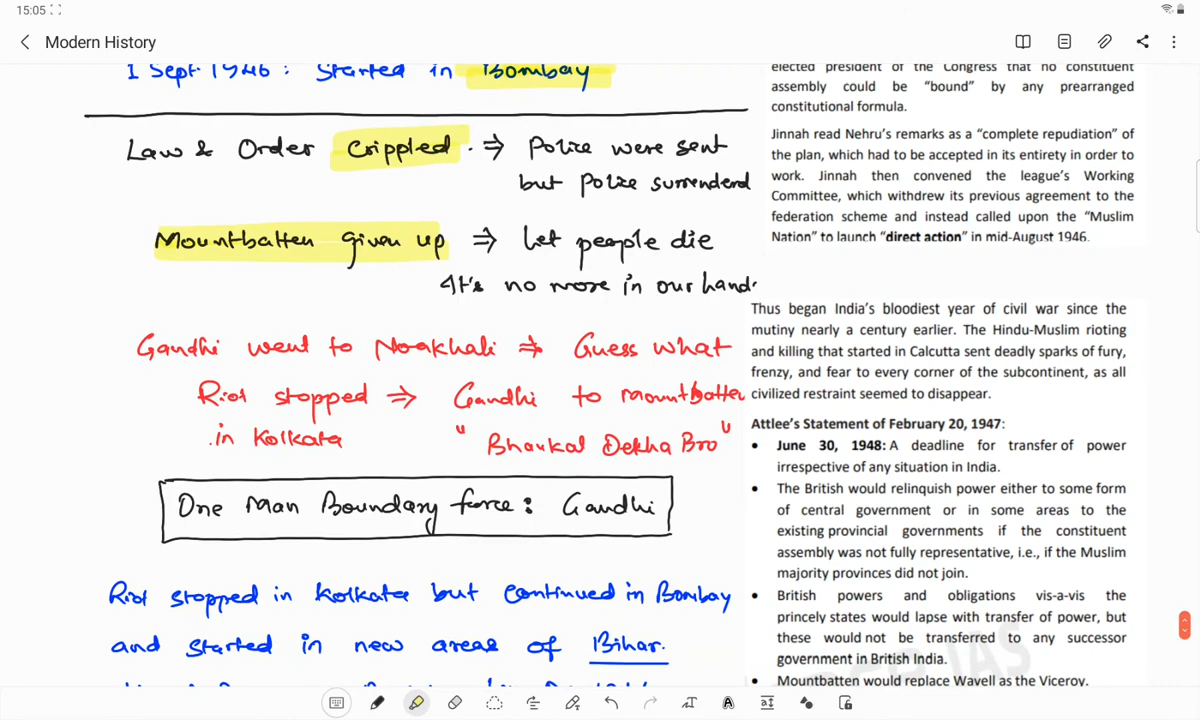 15:05
Modern History
1 Sept. 1946: Started in Bombay
Law & Order Crippled. ⇒ Police were sent
but Police surrenderd
Mountbatten given up ⇒ Let people die
It's no more in our hand.
Gandhi went to Noakhali ⇒ Guess what
Riot stopped ⇒ Gandhi to Mountbatten
in Kolkata "Bhaukal Dekha Bro"
One Man Boundary force: Gandhi
Riot stopped in Kolkata but continued in Bombay
and started in new areas of Bihar.
elected president of the Congress that no constituent
assembly could be “bound” by any prearranged
constitutional formula.
Jinnah read Nehru's remarks as a “complete repudiation” of
the plan, which had to be accepted in its entirety in order to
work. Jinnah then convened the league's Working
Committee, which withdrew its previous agreement to the
federation scheme and instead called upon the “Muslim
Nation” to launch “direct action” in mid-August 1946.
Thus began India's bloodiest year of civil war since the
mutiny nearly a century earlier. The Hindu-Muslim rioting
and killing that started in Calcutta sent deadly sparks of fury,
frenzy, and fear to every corner of the subcontinent, as all
civilized restraint seemed to disappear.
Attlee's Statement of February 20, 1947:
• June 30, 1948: A deadline for transfer of power
irrespective of any situation in India.
• The British would relinquish power either to some form
of central government or in some areas to the
existing provincial governments if the constituent
assembly was not fully representative, i.e., if the Muslim
majority provinces did not join.
• British powers and obligations vis-a-vis the
princely states would lapse with transfer of power, but
these would not be transferred to any successor
government in British India.
• Mountbatten would replace Wavell as the Viceroy.